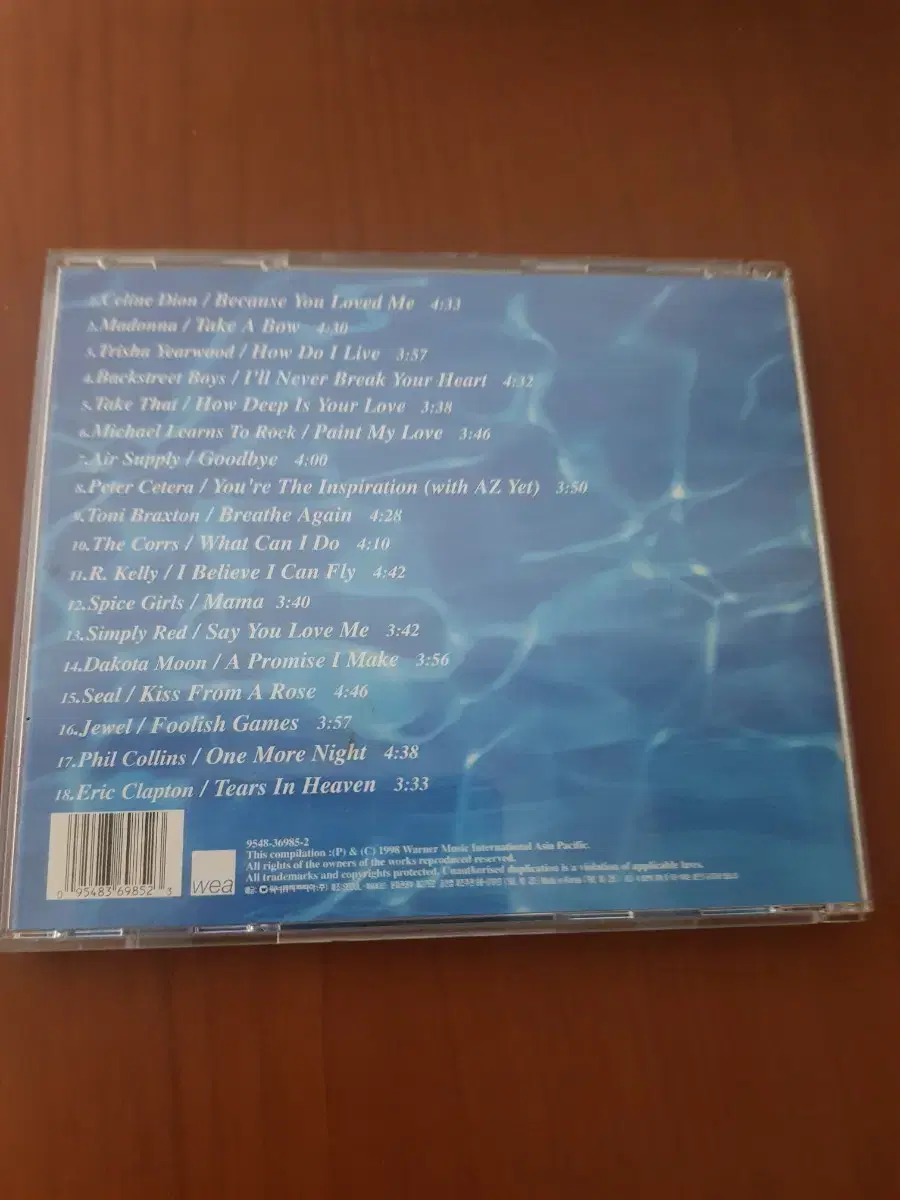 1.Celine Dion / Because You Loved Me 4:33
2.Madonna / Take A Bow 4:30
3.Trisha Yearwood / How Do I Live 3:57
4.Backstreet Boys / I'll Never Break Your Heart 4:32
5.Take That / How Deep Is Your Love 3:38
6.Michael Learns To Rock / Paint My Love 3:46
7.Air Supply / Goodbye 4:00
8.Peter Cetera / You're The Inspiration (with AZ Yet) 3:50
9.Toni Braxton / Breathe Again 4:28
10.The Corrs / What Can I Do 4:10
11.R. Kelly / I Believe I Can Fly 4:42
12.Spice Girls / Mama 3:40
13.Simply Red / Say You Love Me 3:42
14.Dakota Moon / A Promise I Make 3:56
15.Seal / Kiss From A Rose 4:46
16.Jewel / Foolish Games 3:57
17.Phil Collins / One More Night 4:38
18.Eric Clapton / Tears In Heaven 3:33
0 95483 69852 3
wea
9548-36985-2
This compilation :(P) & (C) 1998 Warner Music International Asia Pacific.
All rights of the owners of the works reproduced reserved.
All trademarks and copyrights protected. Unauthorised duplication is a violation of applicable laws.